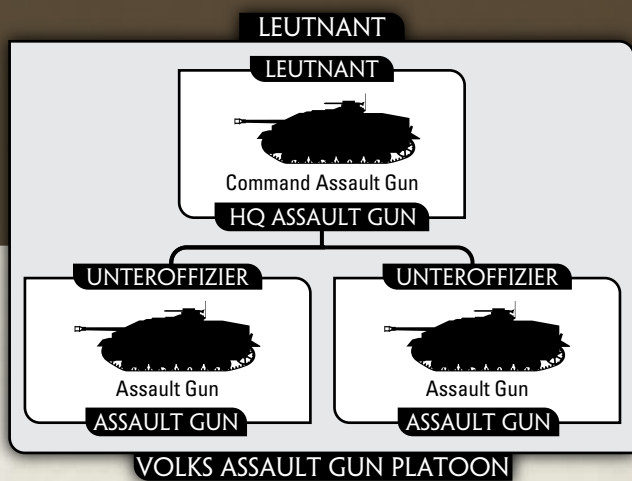 LEUTNANT
LEUTNANT
Command Assault Gun
HQ ASSAULT GUN
UNTEROFFIZIER
UNTEROFFIZIER
Assault Gun
Assault Gun
ASSAULT GUN
ASSAULT GUN
VOLKS ASSAULT GUN PLATOON